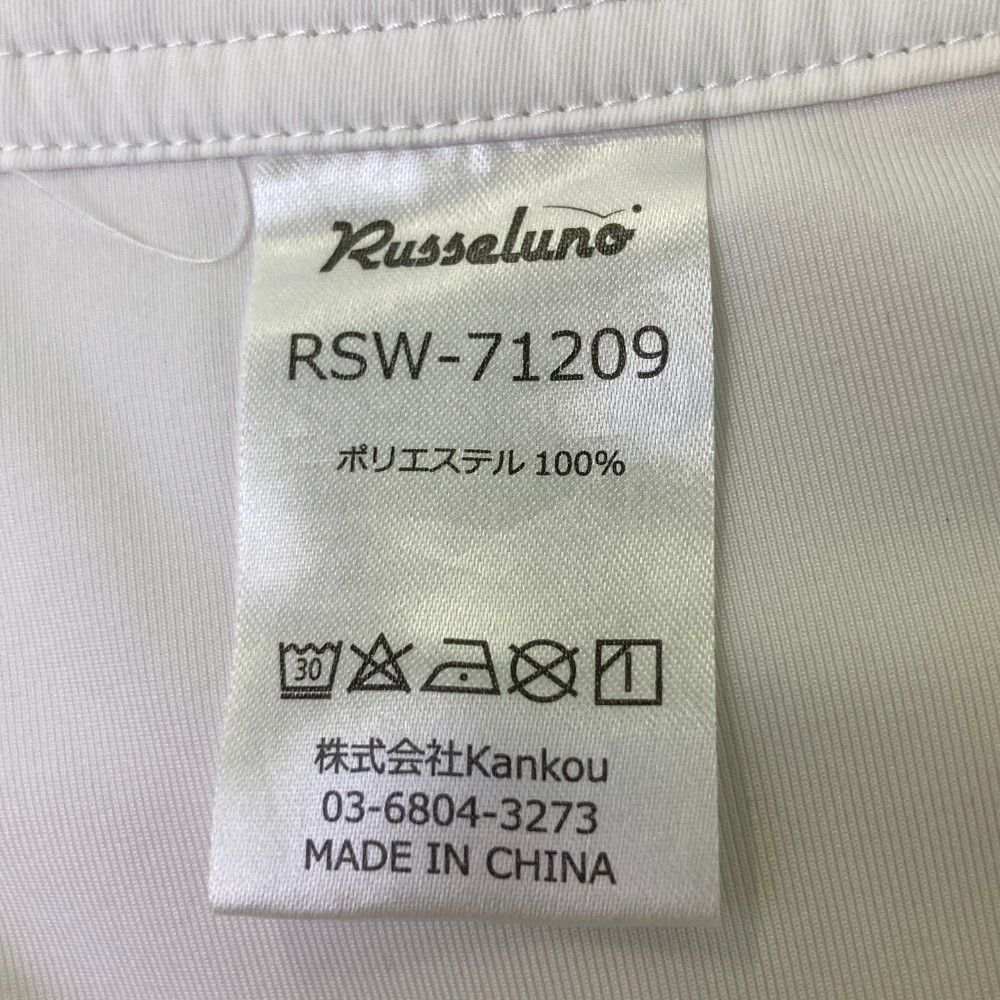 Russeluno
RSW-71209
ポリエステル 100%
30
株式会社Kankou
03-6804-3273
MADE IN CHINA